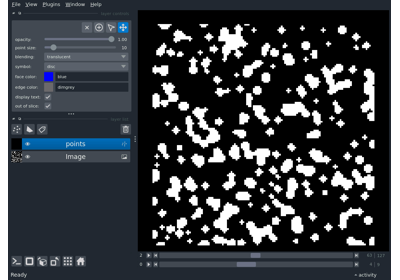 File View Plugins Window Help
opacity: 1.00
point size: 10
blending: translucent
symbol: disc
face color: blue
edge color: dimgrey
display text:
out of slice:
points
Image
Ready
activity